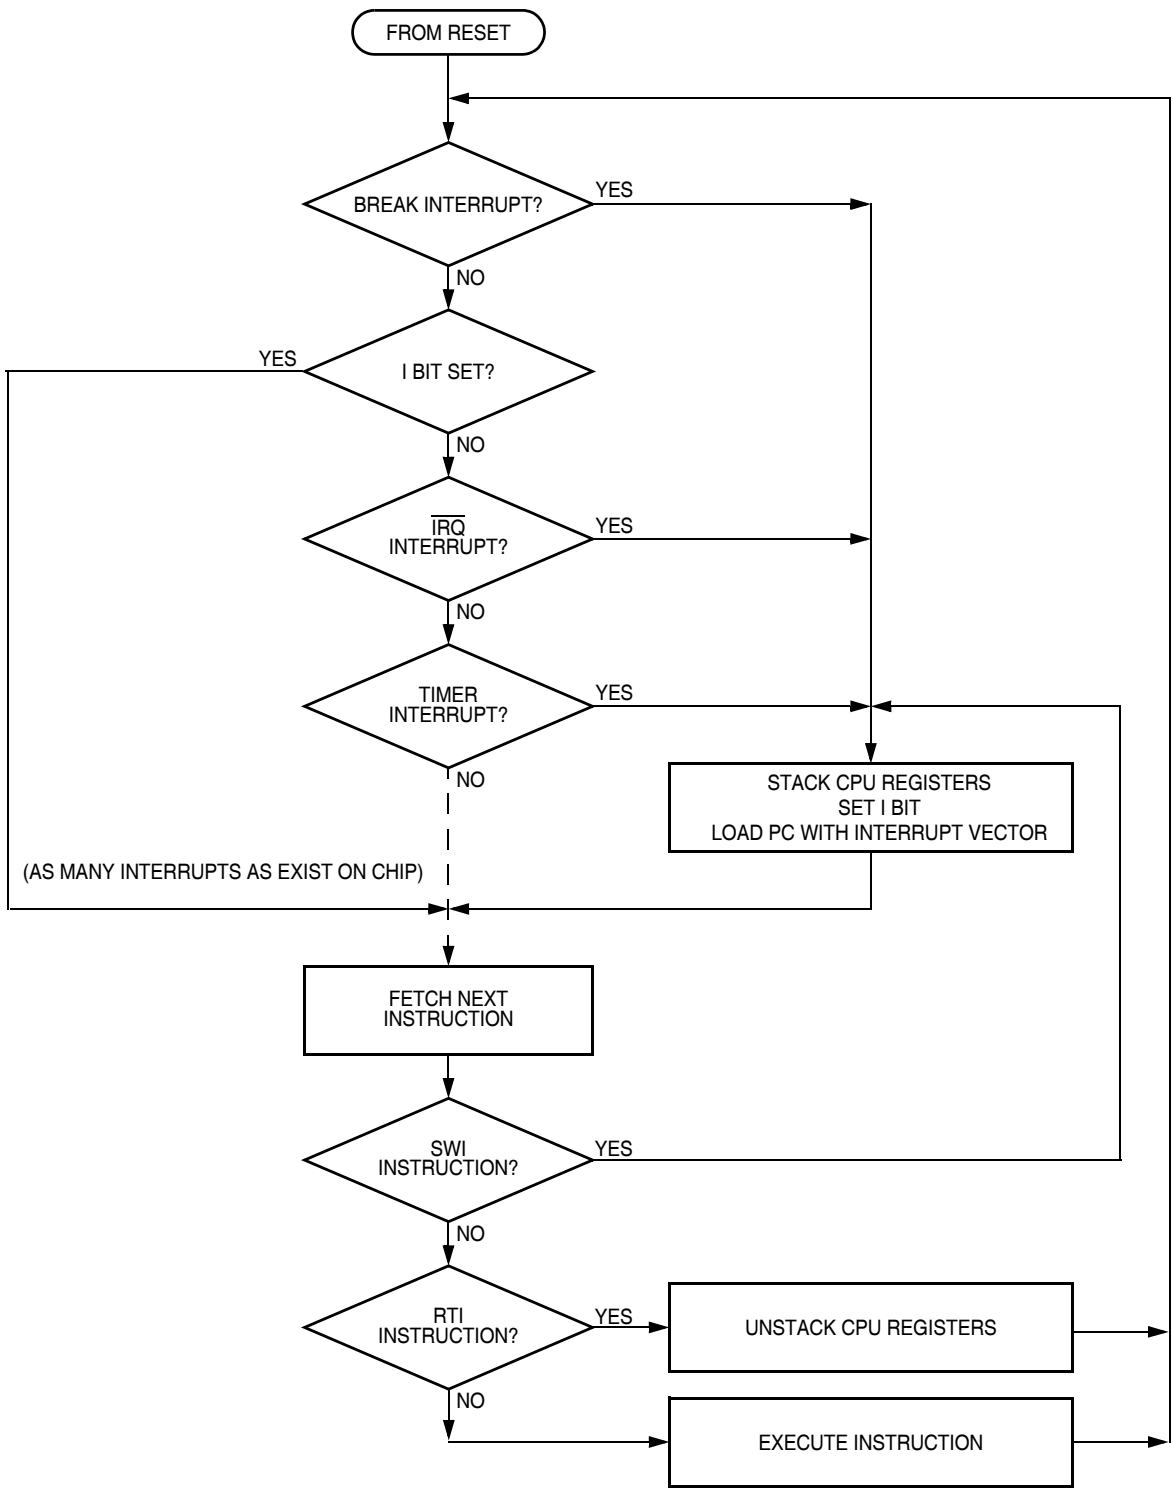 FROM RESET
BREAK INTERRUPT?
YES
NO
I BIT SET?
YES
NO
IRQ
INTERRUPT?
YES
NO
TIMER
INTERRUPT?
YES
NO
STACK CPU REGISTERS
SET I BIT
LOAD PC WITH INTERRUPT VECTOR
(AS MANY INTERRUPTS AS EXIST ON CHIP)
FETCH NEXT
INSTRUCTION
SWI
INSTRUCTION?
YES
NO
RTI
INSTRUCTION?
YES
UNSTACK CPU REGISTERS
NO
EXECUTE INSTRUCTION